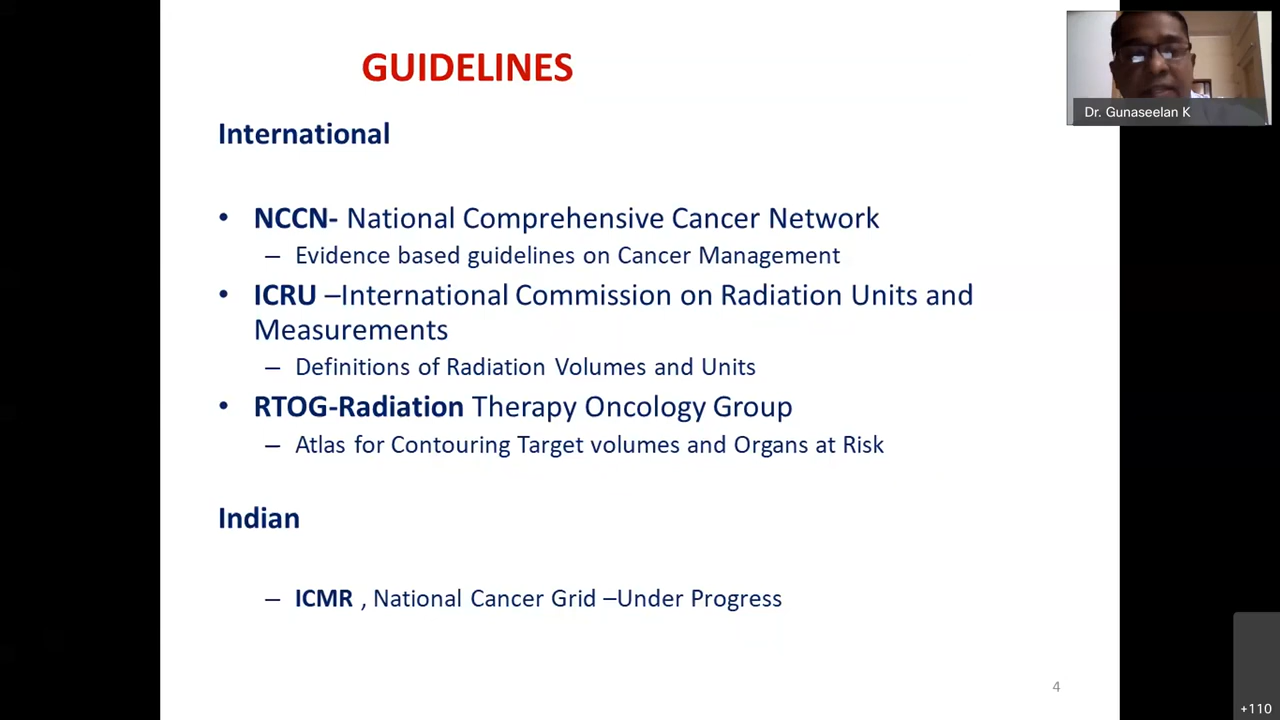 GUIDELINES
Dr. Gunaseelan K
International
• NCCN- National Comprehensive Cancer Network
– Evidence based guidelines on Cancer Management
• ICRU –International Commission on Radiation Units and
Measurements
– Definitions of Radiation Volumes and Units
• RTOG-Radiation Therapy Oncology Group
– Atlas for Contouring Target volumes and Organs at Risk
Indian
– ICMR , National Cancer Grid –Under Progress
4
+110